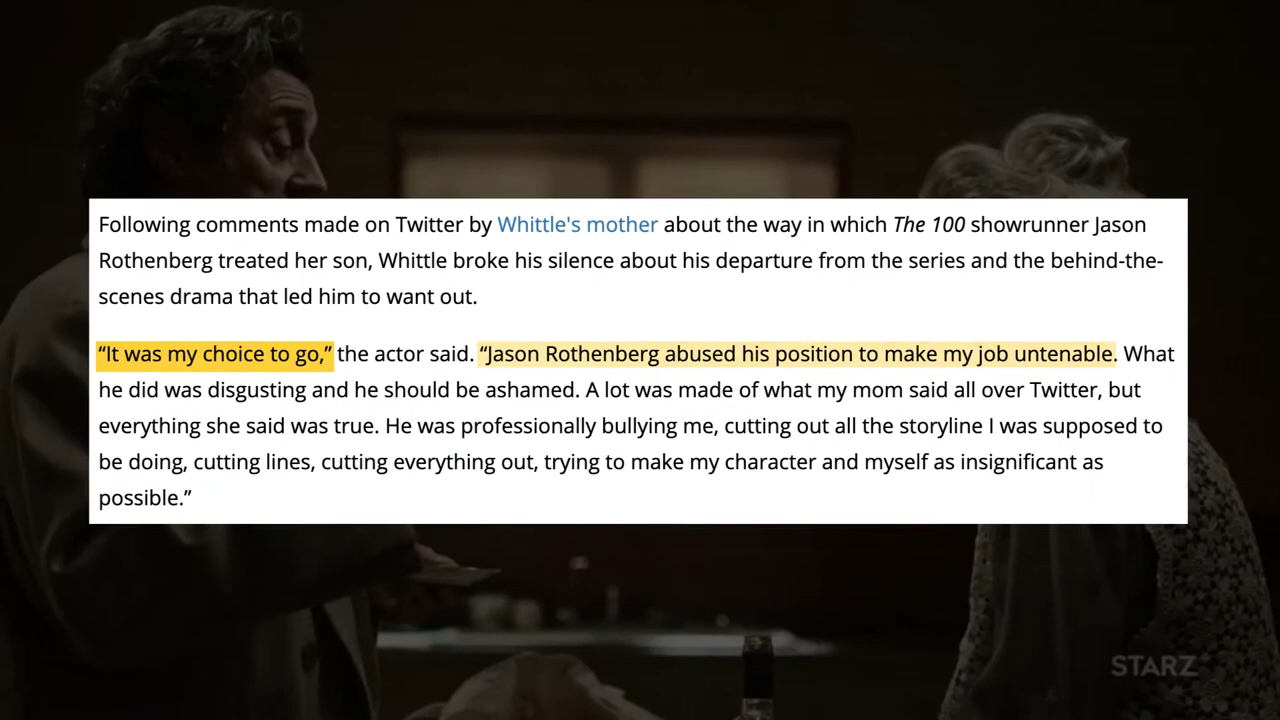 Following comments made on Twitter by Whittle's mother about the way in which The 100 showrunner Jason
Rothenberg treated her son, Whittle broke his silence about his departure from the series and the behind-the-
scenes drama that led him to want out.
“It was my choice to go,” the actor said. “Jason Rothenberg abused his position to make my job untenable. What
he did was disgusting and he should be ashamed. A lot was made of what my mom said all over Twitter, but
everything she said was true. He was professionally bullying me, cutting out all the storyline I was supposed to
be doing, cutting lines, cutting everything out, trying to make my character and myself as insignificant as
possible.”
STARZ